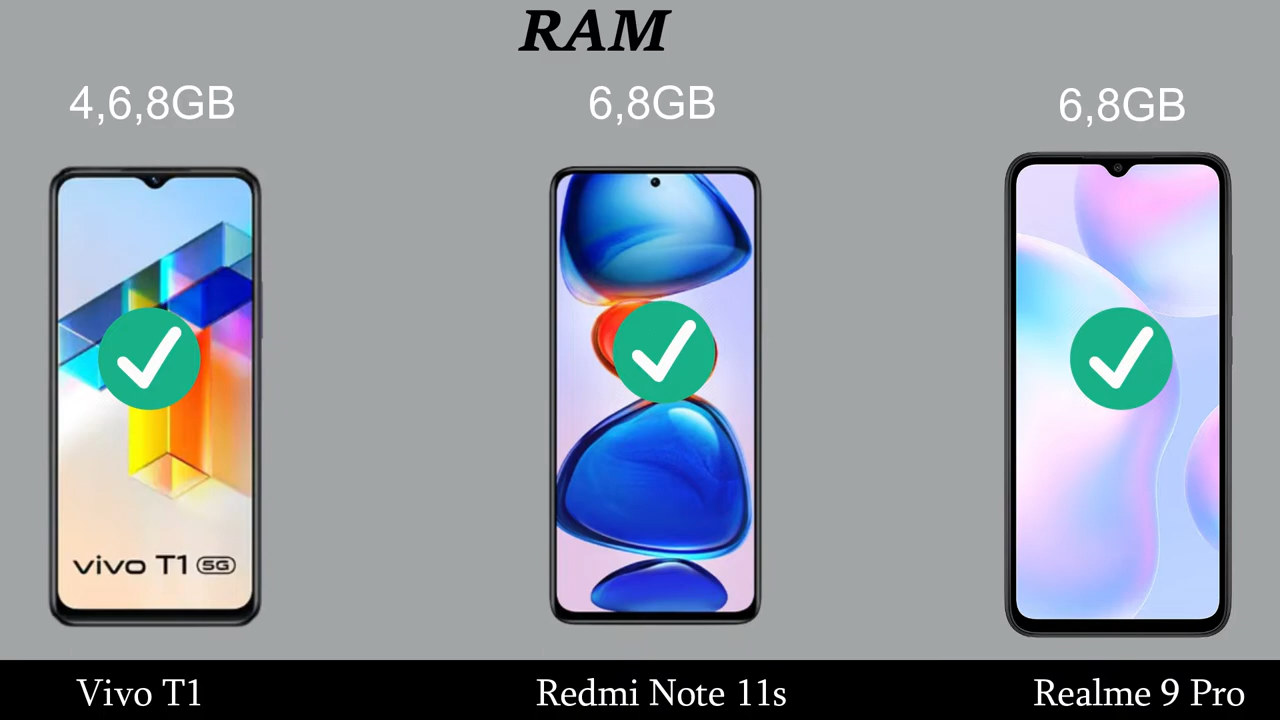 RAM
4,6,8GB
6,8GB
6,8GB
vivo T1 5G
Vivo T1
Redmi Note 11s
Realme 9 Pro